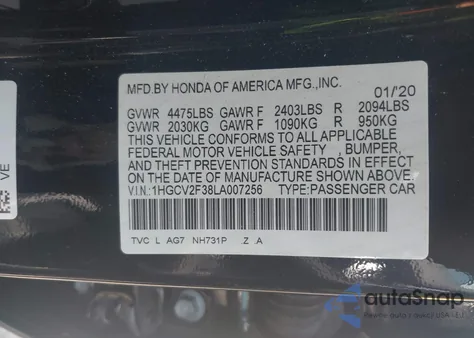 MFD.BY HONDA OF AMERICA MFG.,INC.
01/'20
GVWR 4475LBS GAWR F 2403LBS R 2094LBS
GVWR 2030KG GAWR F 1090KG R 950KG
THIS VEHICLE CONFORMS TO ALL APPLICABLE
FEDERAL MOTOR VEHICLE SAFETY , BUMPER,
AND THEFT PREVENTION STANDARDS IN EFFECT
ON THE DATE OF MANUFACTURE SHOWN ABOVE.
V.I.N.:1HGCV2F38LA007256 TYPE:PASSENGER CAR
TVC L AG7 NH731P Z A
VE
autoSnap